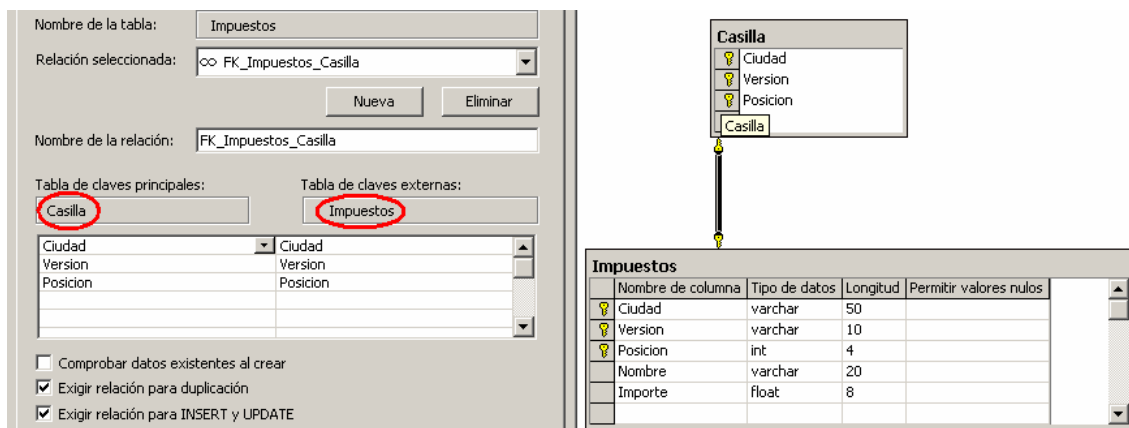 Nombre de la tabla: Impuestos
Relación seleccionada: FK_Impuestos_Casilla
Nueva Eliminar
Nombre de la relación: FK_Impuestos_Casilla
Tabla de claves principales: Tabla de claves externas:
Casilla Impuestos
Ciudad Ciudad
Version Version
Posicion Posicion
Comprobar datos existentes al crear
Exigir relación para duplicación
Exigir relación para INSERT y UPDATE
Casilla
Ciudad
Version
Posicion
Casilla
Impuestos
Nombre de columna Tipo de datos Longitud Permitir valores nulos
Ciudad varchar 50
Version varchar 10
Posicion int 4
Nombre varchar 20
Importe float 8